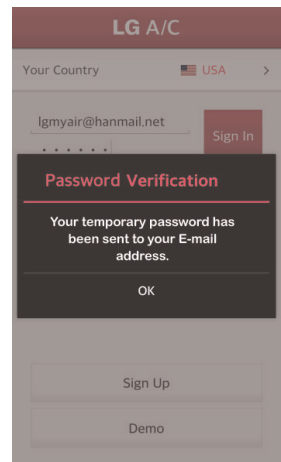 LG A/C
Your Country USA >
lgmyair@hanmail.net
Sign In
Password Verification
Your temporary password has
been sent to your E-mail
address.
OK
Sign Up
Demo